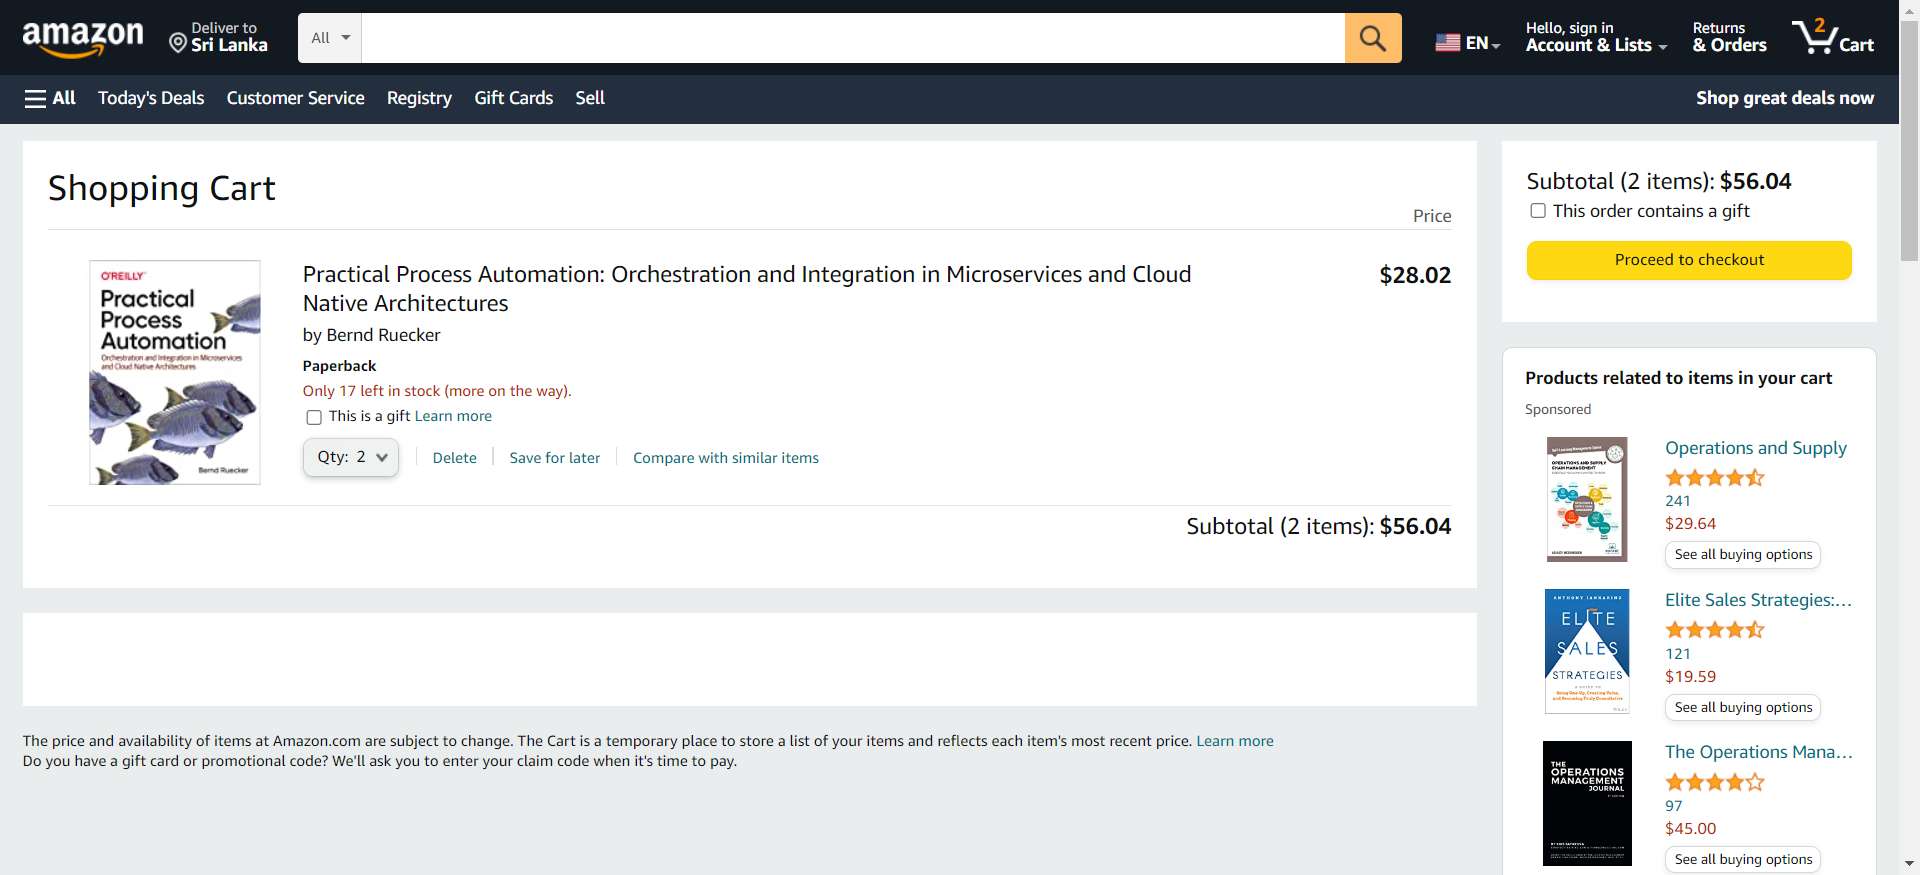 amazon
Deliver to
Sri Lanka
All
EN
Hello, sign in
Account & Lists
Returns
& Orders
2
Cart
All
Today's Deals
Customer Service
Registry
Gift Cards
Sell
Shop great deals now
Shopping Cart
Price
O'REILLY
Practical
Process
Automation
Orchestration and Integration in Microservices
and Cloud Native Architectures
Bernd Ruecker
Practical Process Automation: Orchestration and Integration in Microservices and Cloud
Native Architectures
$28.02
by Bernd Ruecker
Paperback
Only 17 left in stock (more on the way).
This is a gift Learn more
Qty: 2
Delete
Save for later
Compare with similar items
Subtotal (2 items): $56.04
The price and availability of items at Amazon.com are subject to change. The Cart is a temporary place to store a list of your items and reflects each item's most recent price. Learn more
Do you have a gift card or promotional code? We'll ask you to enter your claim code when it's time to pay.
Subtotal (2 items): $56.04
This order contains a gift
Proceed to checkout
Products related to items in your cart
Sponsored
OPERATIONS AND SUPPLY
CHAIN MANAGEMENT
Operations and Supply
241
$29.64
See all buying options
ANTHONY IANNARINO
ELITE
SALES
STRATEGIES
Elite Sales Strategies:...
121
$19.59
See all buying options
THE
OPERATIONS
MANAGEMENT
JOURNAL
The Operations Mana...
97
$45.00
See all buying options